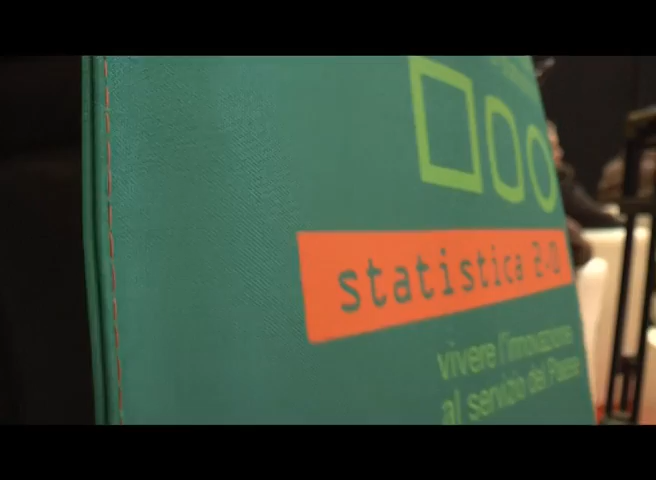 statistica 2.0
vivere l'innovazione
al servizio del Paese